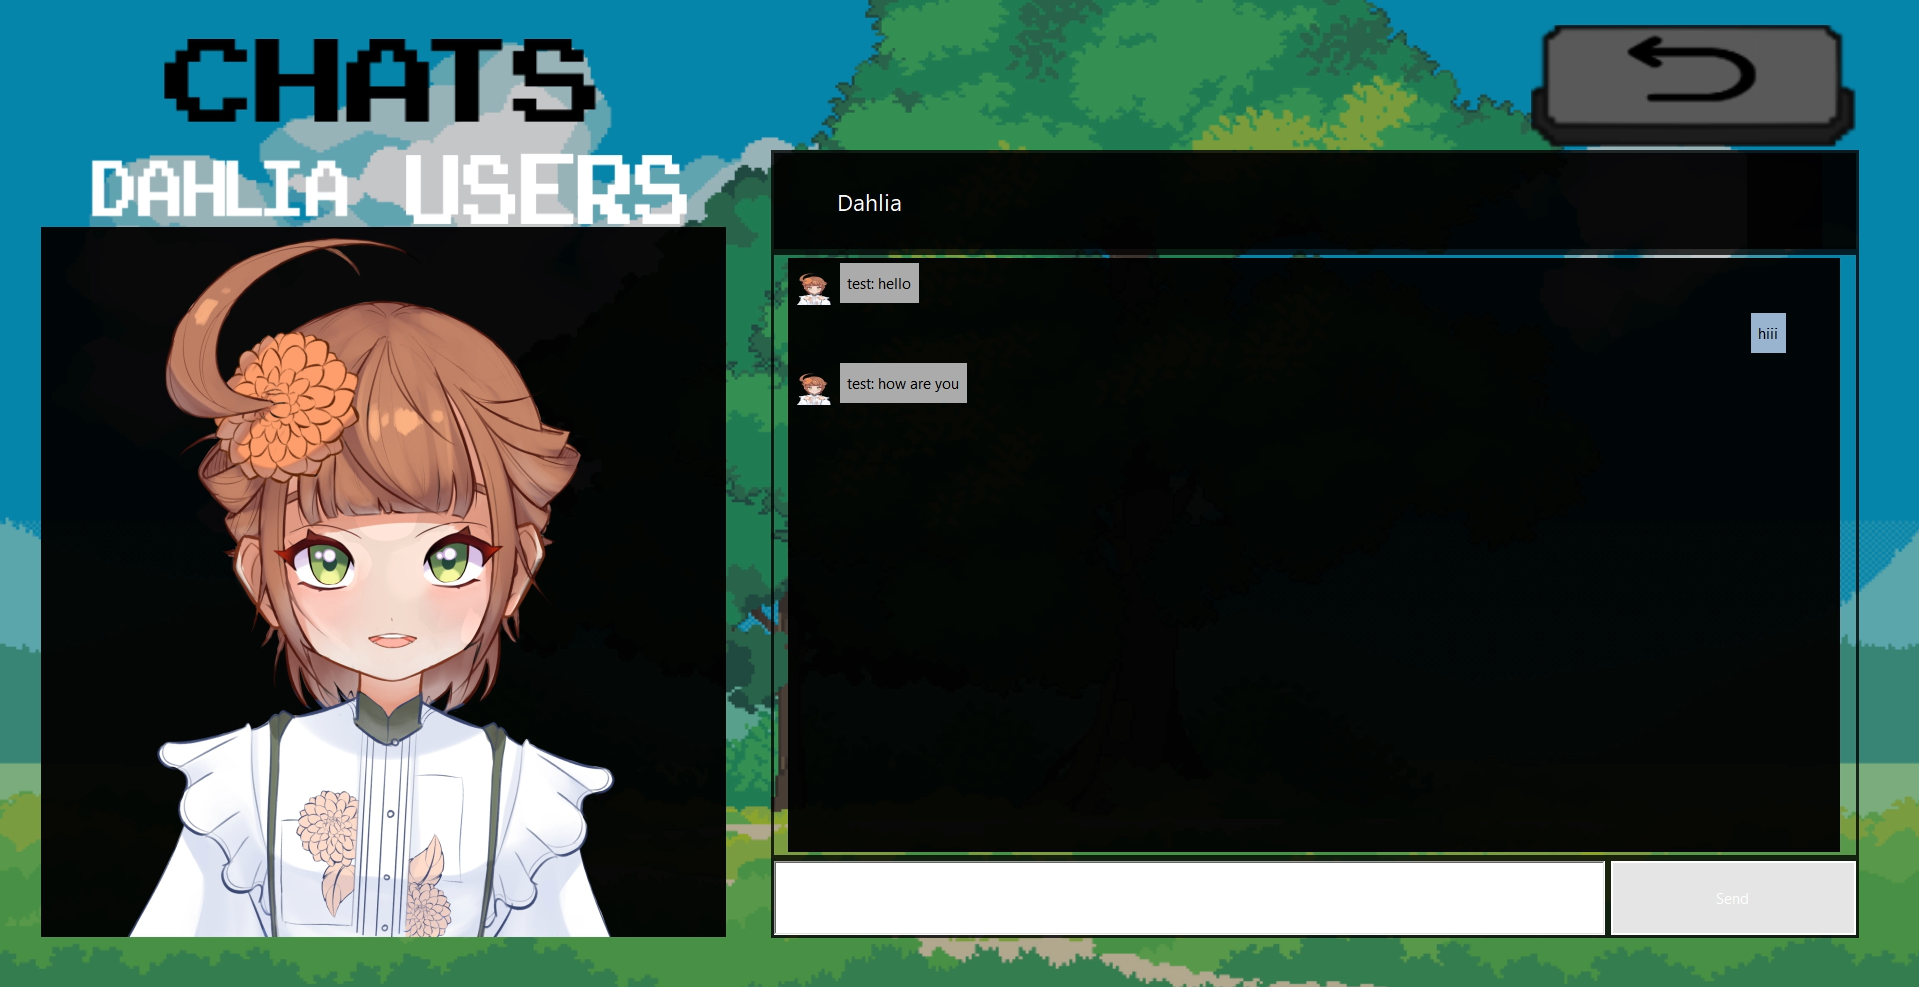 CHATS
DAHLIA USERS
Dahlia
test: hello
hiii
test: how are you
Send